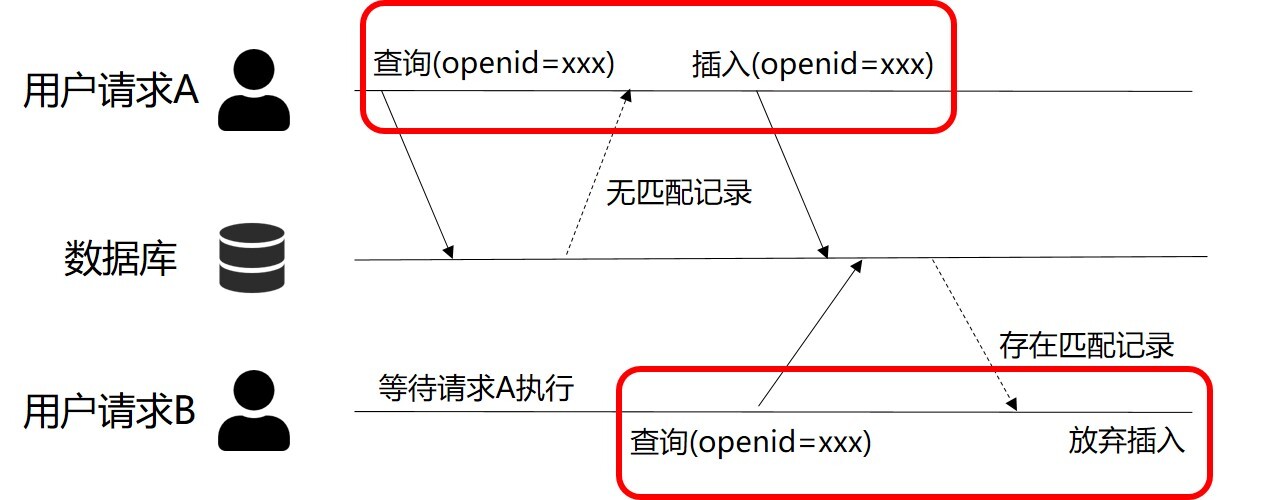 查询(openid=xxx)
插入(openid=xxx)
用户请求A
无匹配记录
数据库
存在匹配记录
等待请求A执行
用户请求B
查询(openid=xxx)
放弃插入